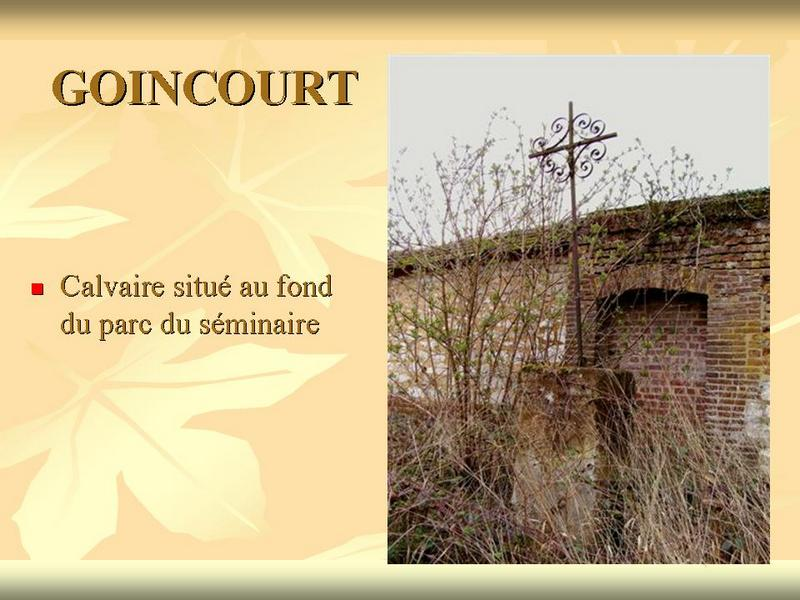 GOINCOURT
Calvaire situé au fond
du parc du séminaire